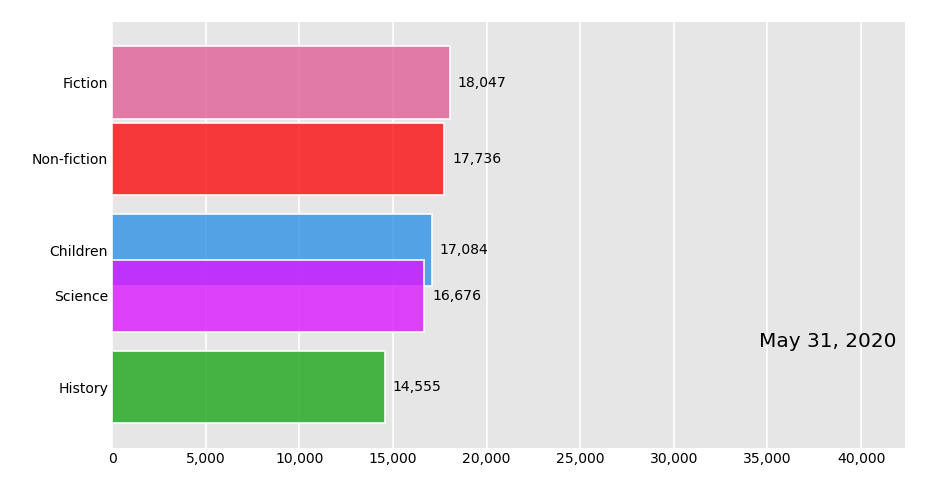 Fiction 18,047
Non-fiction 17,736
Children 17,084
Science 16,676
May 31, 2020
History 14,555
0 5,000 10,000 15,000 20,000 25,000 30,000 35,000 40,000